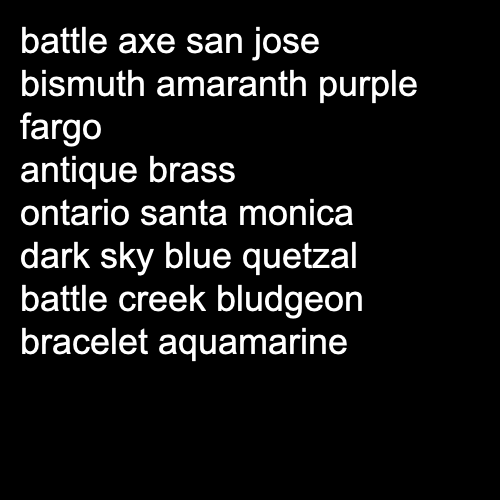 battle axe san jose
bismuth amaranth purple
fargo
antique brass
ontario santa monica
dark sky blue quetzal
battle creek bludgeon
bracelet aquamarine